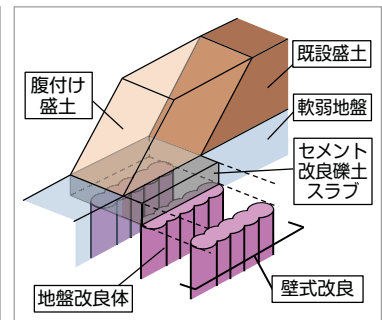 既設盛土
腹付け
盛土
軟弱地盤
セメント
改良礫土
スラブ
地盤改良体
壁式改良